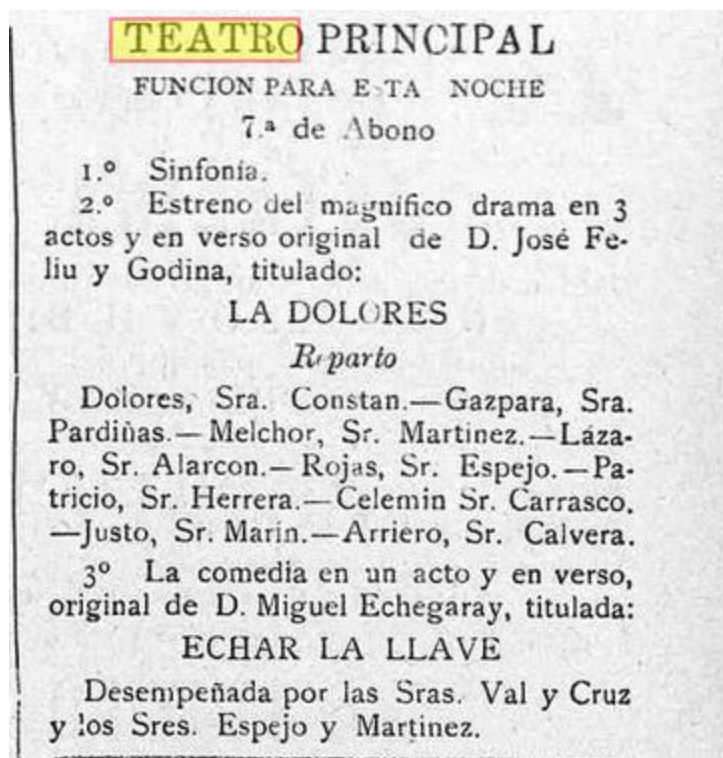 TEATRO PRINCIPAL
FUNCION PARA ESTA NOCHE
7.ª de Abono
1.º Sinfonía.
2.º Estreno del magnífico drama en 3
actos y en verso original de D. José Fe-
liu y Godina, titulado:
LA DOLORES
Reparto
Dolores, Sra. Constan.—Gazpara, Sra.
Pardiñas.—Melchor, Sr. Martinez.—Láza-
ro, Sr. Alarcon.—Rojas, Sr. Espejo.—Pa-
tricio, Sr. Herrera.—Celemin Sr. Carrasco.
—Justo, Sr. Marin.—Arriero, Sr. Calvera.
3º La comedia en un acto y en verso,
original de D. Miguel Echegaray, titulada:
ECHAR LA LLAVE
Desempeñada por las Sras. Val y Cruz
y los Sres. Espejo y Martinez.